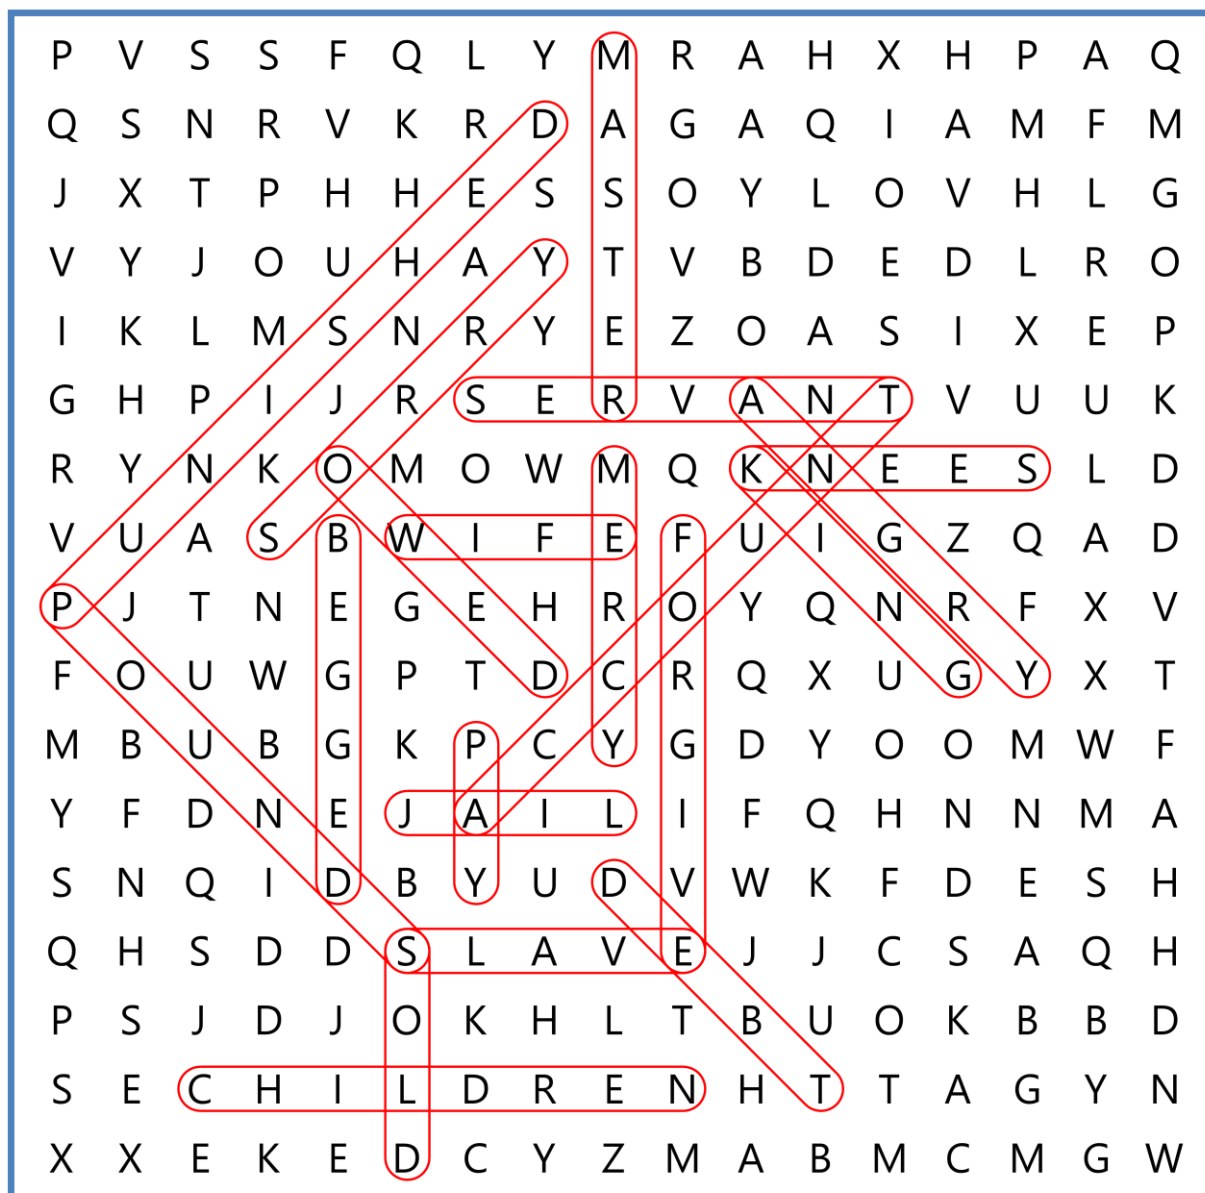 P V S S F Q L Y M R A H X H P A Q
Q S N R V K R D A G A Q I A M F M
J X T P H H E S S O Y L O V H L G
V Y J O U H A Y T V B D E D L R O
I K L M S N R Y E Z O A S I X E P
G H P I J R S E R V A N T V U U K
R Y N K O M O W M Q K N E E S L D
V U A S B W I F E F U I G Z Q A D
P J T N E G E H R O Y Q N R F X V
F O U W G P T D C R Q X U G Y X T
M B U B G K P C Y G D Y O O M W F
Y F D N E J A I L I F Q H N N M A
S N Q I D B Y U D V W K F D E S H
Q H S D D S L A V E J J C S A Q H
P S J D J O K H L T B U O K B B D
S E C H I L D R E N H T T A G Y N
X X E K E D C Y Z M A B M C M G W